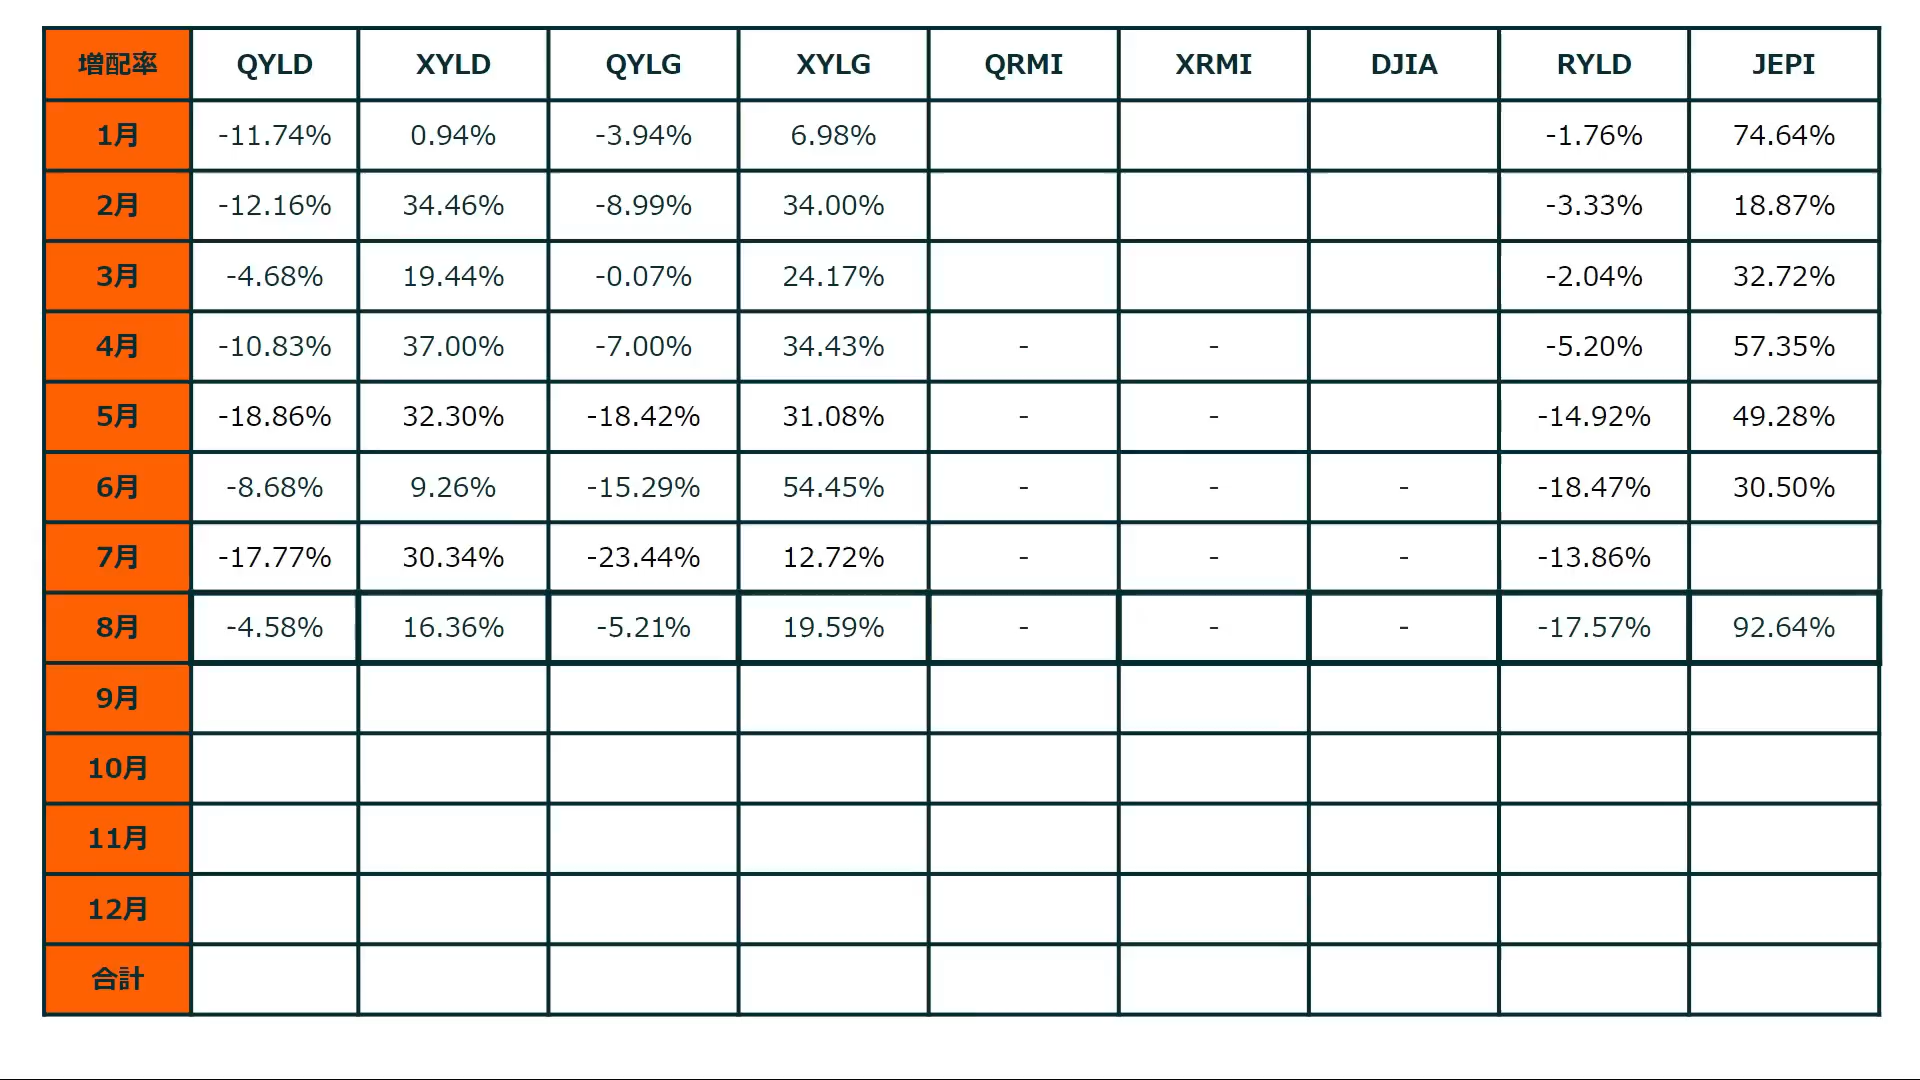 増配率 QYLD XYLD QYLG XYLG QRMI XRMI DJIA RYLD JEPI
1月 -11.74% 0.94% -3.94% 6.98% -1.76% 74.64%
2月 -12.16% 34.46% -8.99% 34.00% -3.33% 18.87%
3月 -4.68% 19.44% -0.07% 24.17% -2.04% 32.72%
4月 -10.83% 37.00% -7.00% 34.43% - - -5.20% 57.35%
5月 -18.86% 32.30% -18.42% 31.08% - - -14.92% 49.28%
6月 -8.68% 9.26% -15.29% 54.45% - - - -18.47% 30.50%
7月 -17.77% 30.34% -23.44% 12.72% - - - -13.86%
8月 -4.58% 16.36% -5.21% 19.59% - - - -17.57% 92.64%
9月
10月
11月
12月
合計